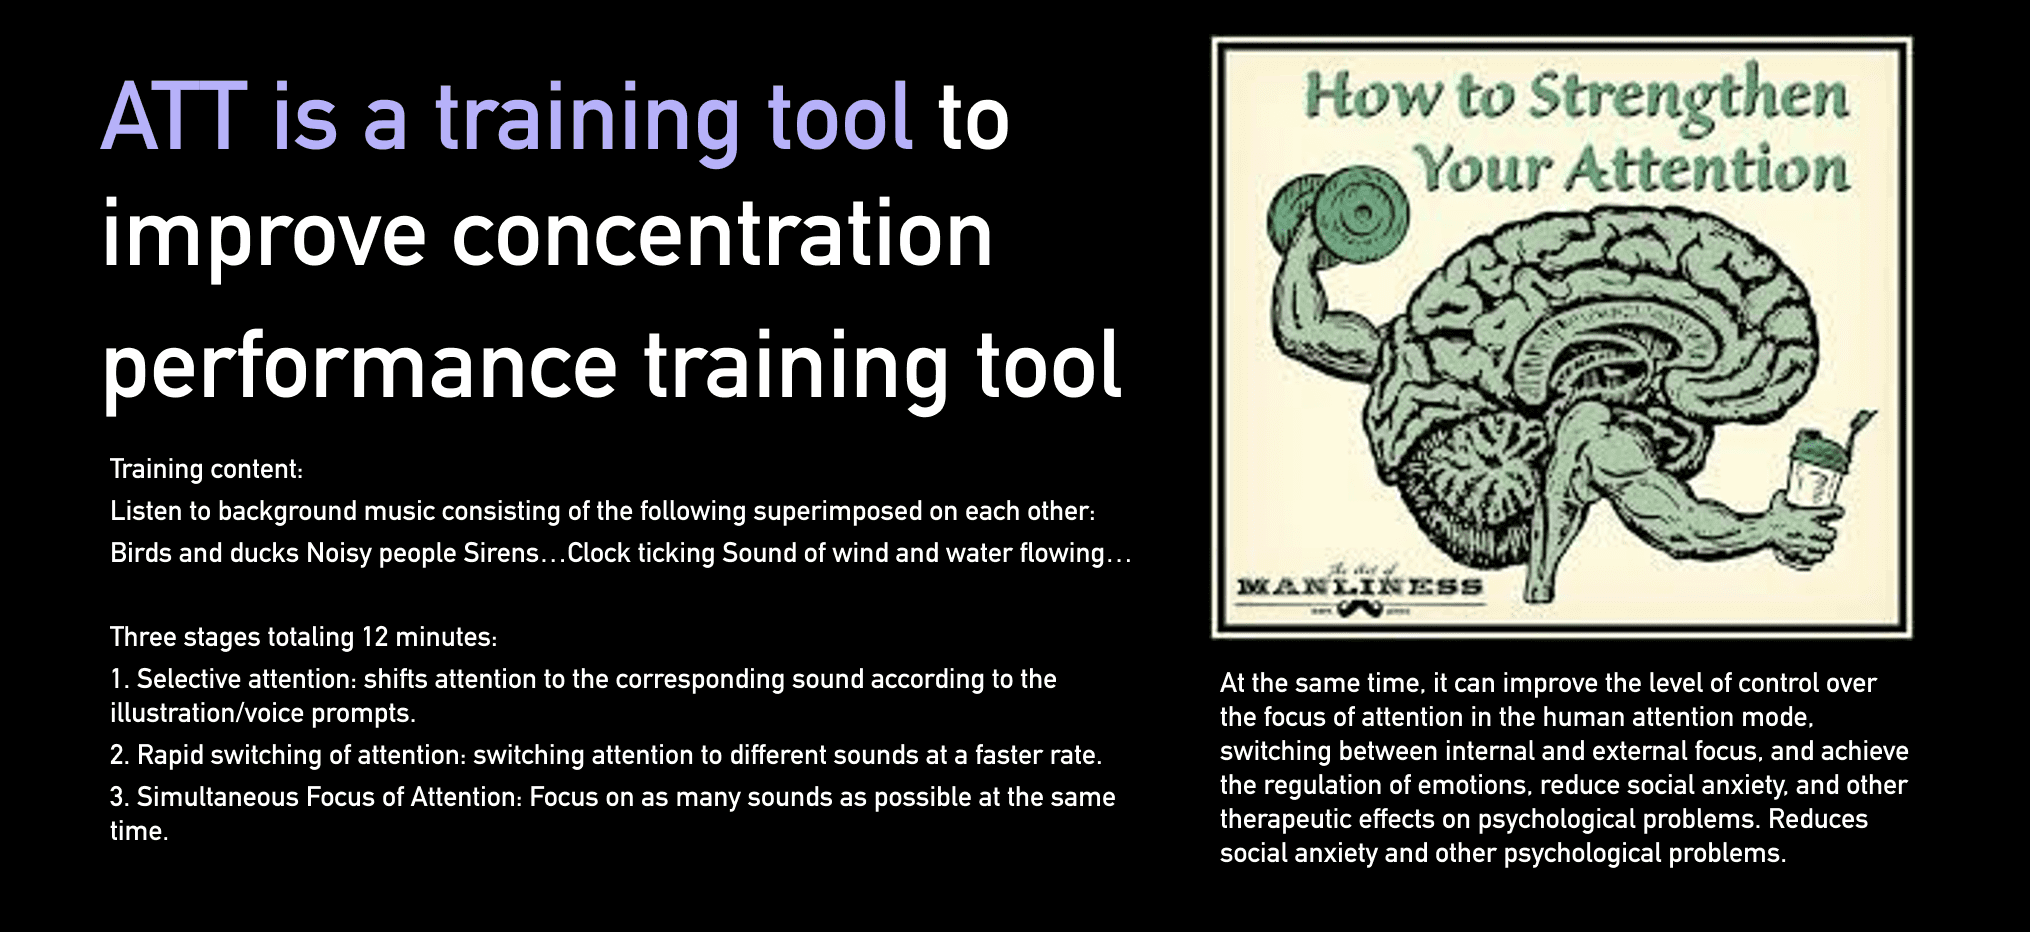 ATT is a training tool to
improve concentration
performance training tool
Training content:
Listen to background music consisting of the following superimposed on each other:
Birds and ducks Noisy people Sirens...Clock ticking Sound of wind and water flowing...
Three stages totaling 12 minutes:
1. Selective attention: shifts attention to the corresponding sound according to the
illustration/voice prompts.
2. Rapid switching of attention: switching attention to different sounds at a faster rate.
3. Simultaneous Focus of Attention: Focus on as many sounds as possible at the same
time.
How to Strengthen
Your Attention
The Art of
MANLINESS
At the same time, it can improve the level of control over
the focus of attention in the human attention mode,
switching between internal and external focus, and achieve
the regulation of emotions, reduce social anxiety, and other
therapeutic effects on psychological problems. Reduces
social anxiety and other psychological problems.